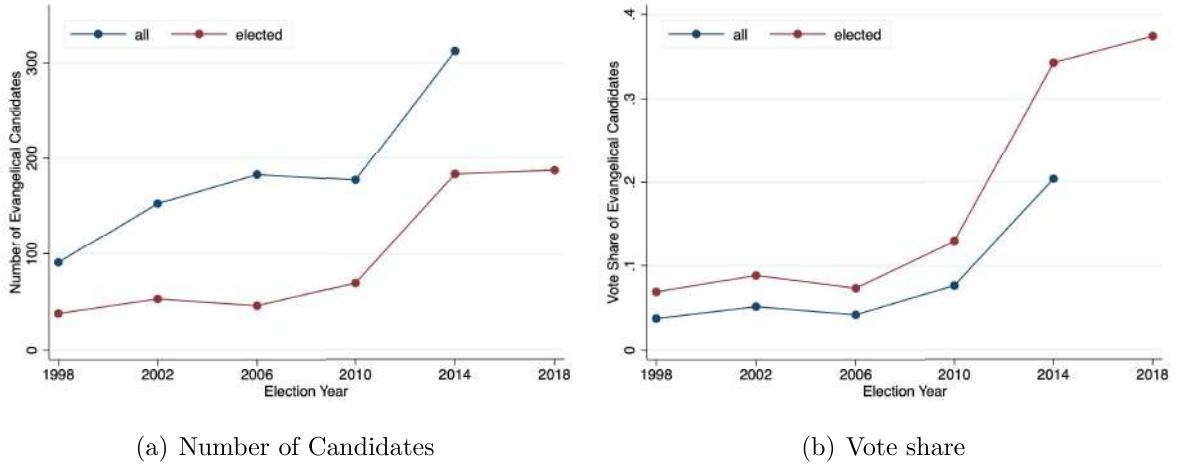 all elected
Number of Evangelical Candidates
300
200
100
0
1998 2002 2006 2010 2014 2018
Election Year
(a) Number of Candidates
all elected
Vote Share of Evangelical Candidates
.4
.3
.2
.1
0
1998 2002 2006 2010 2014 2018
Election Year
(b) Vote share